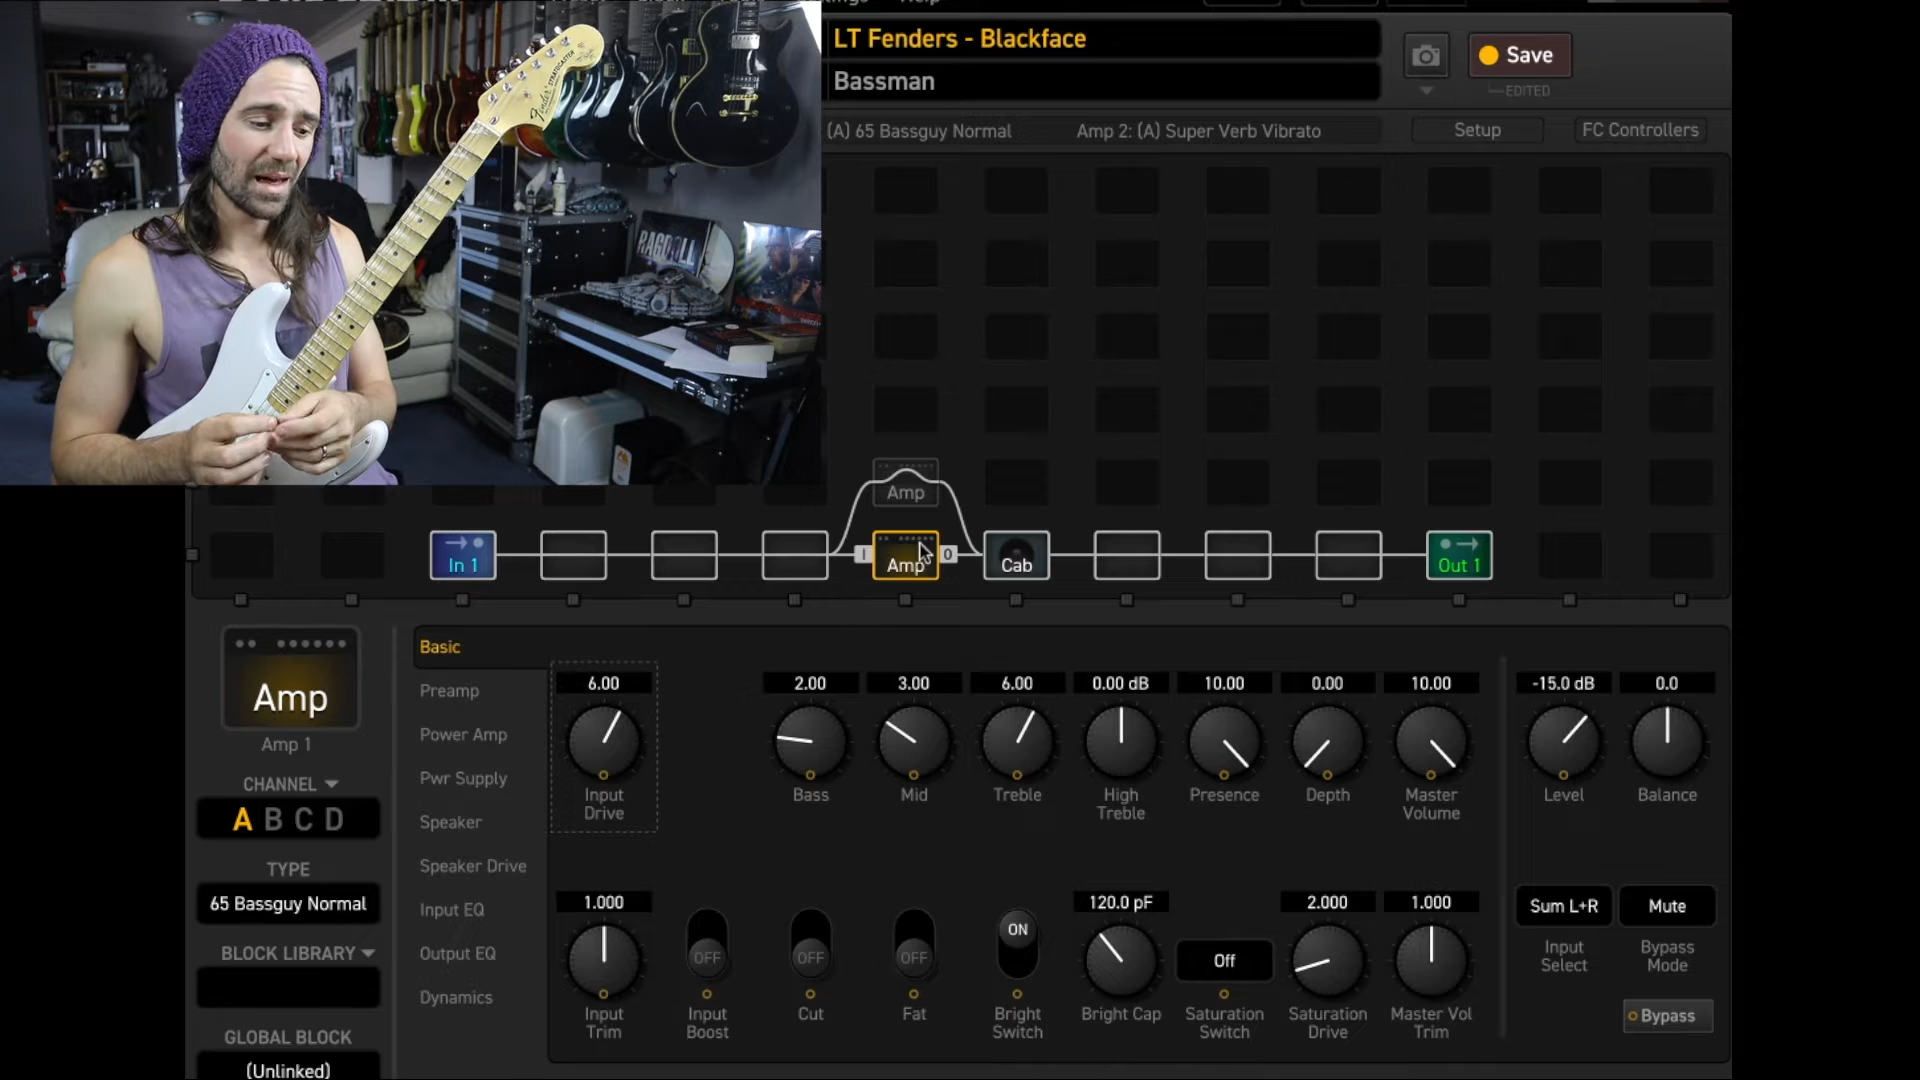 Help
LT Fenders - Blackface
Bassman
Save
EDITED
(A) 65 Bassguy Normal
Amp 2: (A) Super Verb Vibrato
Setup
FC Controllers
Fender
STRATOCASTER
RAGDOLL
Amp
In 1
Amp
I
O
Cab
Out 1
Amp
Amp 1
CHANNEL
A B C D
TYPE
65 Bassguy Normal
BLOCK LIBRARY
GLOBAL BLOCK
(Unlinked)
Basic
Preamp
Power Amp
Pwr Supply
Speaker
Speaker Drive
Input EQ
Output EQ
Dynamics
6.00 2.00 3.00 6.00 0.00 dB 10.00 0.00 10.00 -15.0 dB 0.0
Input Bass Mid Treble High Presence Depth Master Level Balance
Drive Treble Volume
1.000 120.0 pF 2.000 1.000
Sum L+R Mute
OFF OFF OFF ON Off
Input Bypass
Select Mode
Input Input Cut Fat Bright Bright Cap Saturation Saturation Master Vol
Trim Boost Switch Switch Drive Trim
Bypass